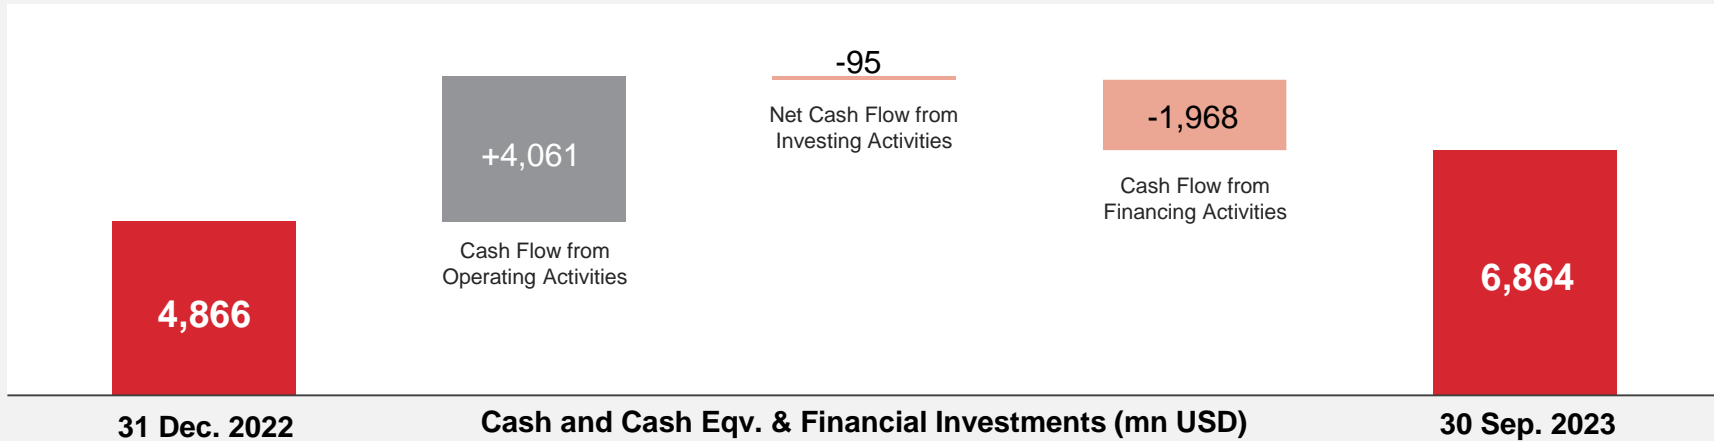 -95
Net Cash Flow from
Investing Activities
-1,968
Cash Flow from
Financing Activities
+4,061
Cash Flow from
Operating Activities
4,866
6,864
31 Dec. 2022
Cash and Cash Eqv. & Financial Investments (mn USD)
30 Sep. 2023